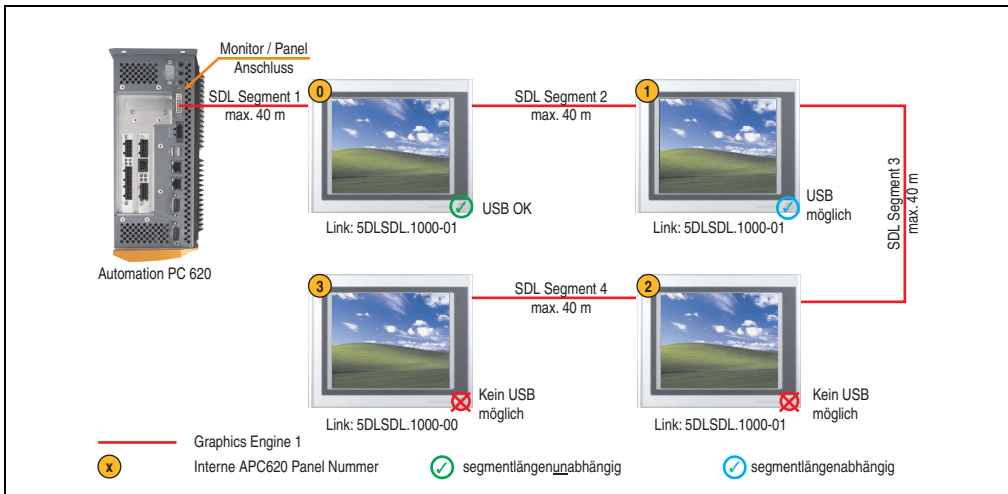 Monitor / Panel
Anschluss
SDL Segment 1
max. 40 m
0
SDL Segment 2
max. 40 m
1
SDL Segment 3
max. 40 m
USB OK
USB
möglich
Link: 5DLSDL.1000-01
Link: 5DLSDL.1000-01
Automation PC 620
3
SDL Segment 4
max. 40 m
2
Kein USB
möglich
Kein USB
möglich
Link: 5DLSDL.1000-00
Link: 5DLSDL.1000-01
Graphics Engine 1
x
Interne APC620 Panel Nummer
segmentlängenunabhängig
segmentlängenabhängig